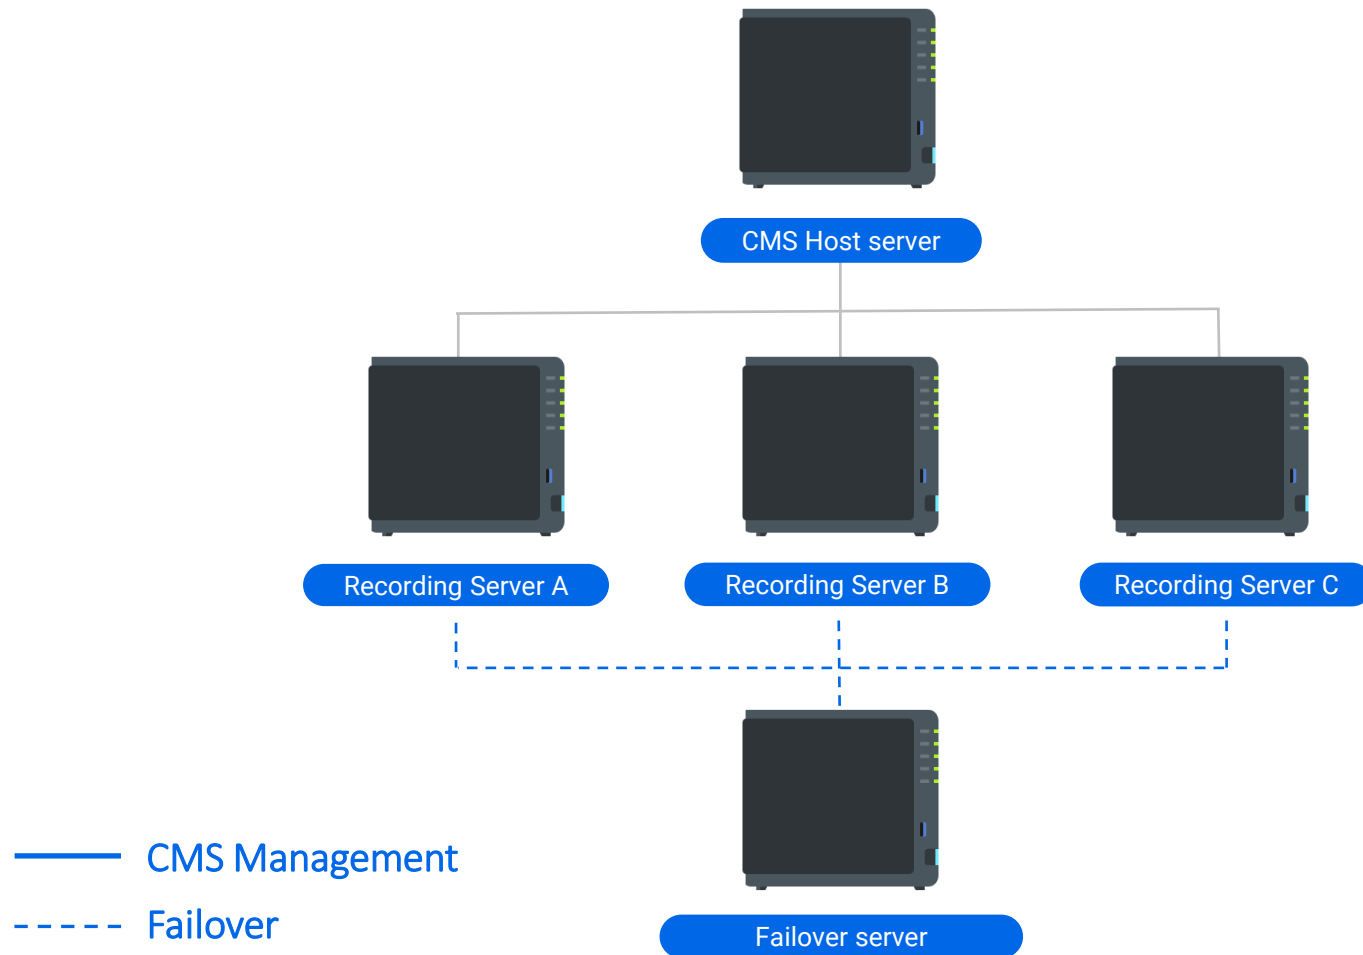 CMS Host server
Recording Server A
Recording Server B
Recording Server C
CMS Management
Failover
Failover server